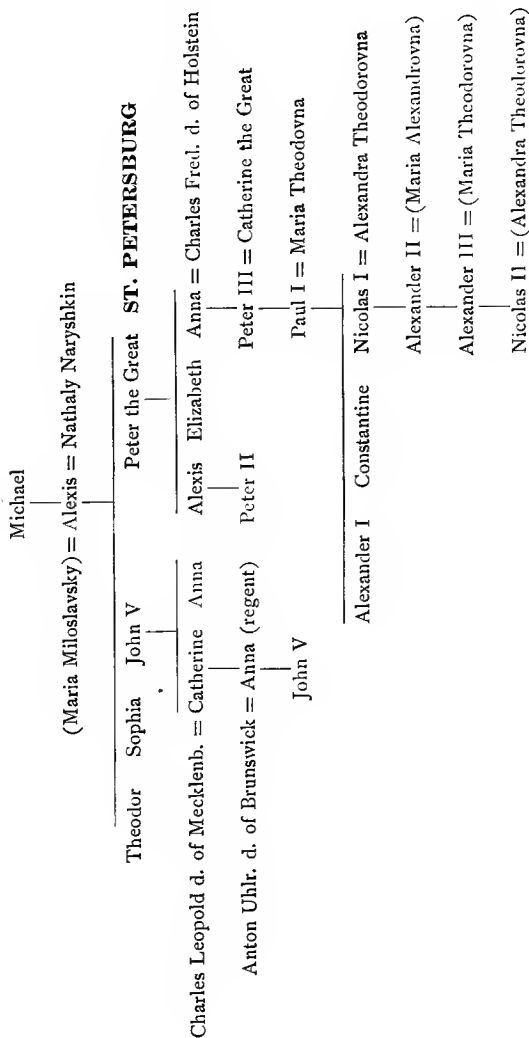 Michael
(Maria Miloslavsky) = Alexis = Nathaly Naryshkin
Theodor Sophia John V Peter the Great ST. PETERSBURG
Charles Leopold d. of Mecklenb. = Catherine Anna Alexis Elizabeth Anna = Charles Fred. d. of Holstein
Anton Uhlr. d. of Brunswick = Anna (regent) Peter II Peter III = Catherine the Great
John V Paul I = Maria Theodovna
Alexander I Constantine Nicolas I = Alexandra Theodorovna
Alexander II = (Maria Alexandrovna)
Alexander III = (Maria Theodorovna)
Nicolas II = (Alexandra Theodorovna)